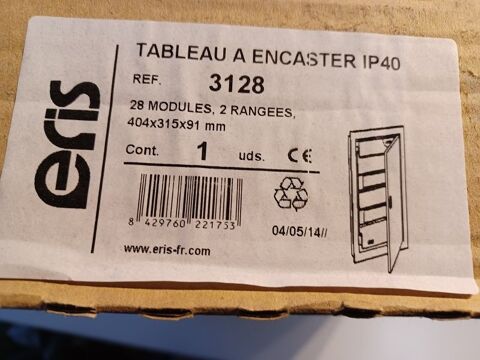 eris
TABLEAU A ENCASTER IP40
REF. 3128
28 MODULES, 2 RANGEES,
404x315x91 mm
Cont. 1 uds. CE
8 429760 221753
04/05/14//
www.eris-fr.com